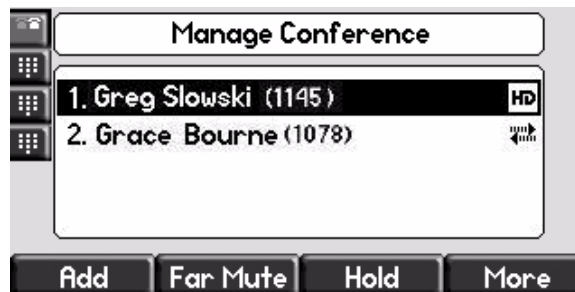 Manage Conference
1. Greg Slowski (1145) HD
2. Grace Bourne (1078)
Add Far Mute Hold More